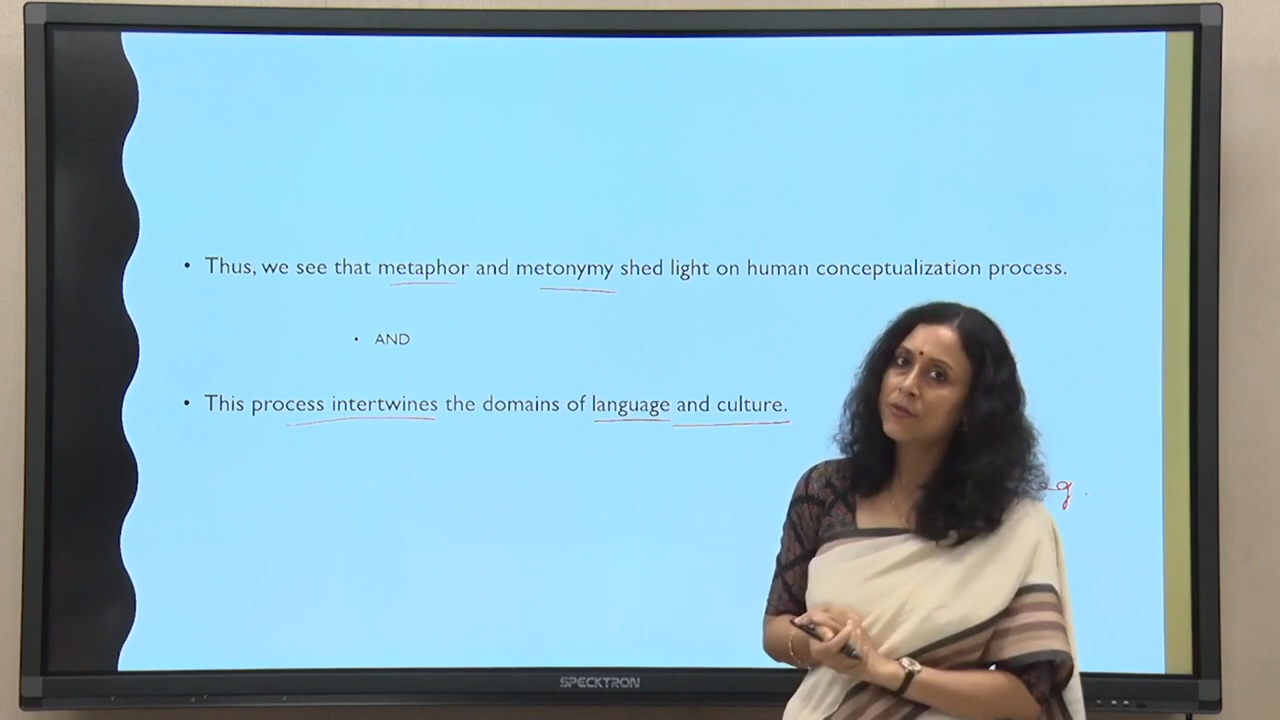 • Thus, we see that metaphor and metonymy shed light on human conceptualization process.
• AND
• This process intertwines the domains of language and culture.
SPECKTRON